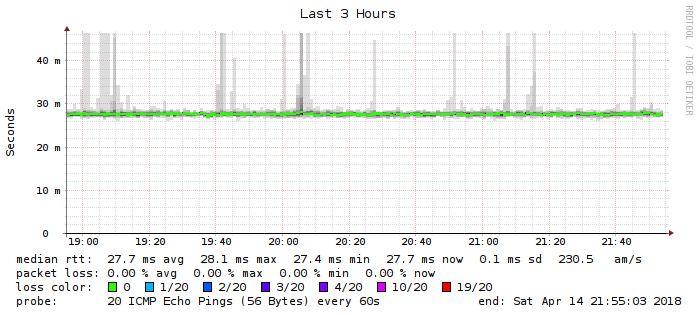 Last 3 Hours
RRDTOOL / TOBI OETIKER
Seconds
40 m
30 m
20 m
10 m
0
19:00 19:20 19:40 20:00 20:20 20:40 21:00 21:20 21:40
median rtt: 27.7 ms avg 28.1 ms max 27.4 ms min 27.7 ms now 0.1 ms sd 230.5 am/s
packet loss: 0.00 % avg 0.00 % max 0.00 % min 0.00 % now
loss color: 0 1/20 2/20 3/20 4/20 10/20 19/20
probe: 20 ICMP Echo Pings (56 Bytes) every 60s end: Sat Apr 14 21:55:03 2018